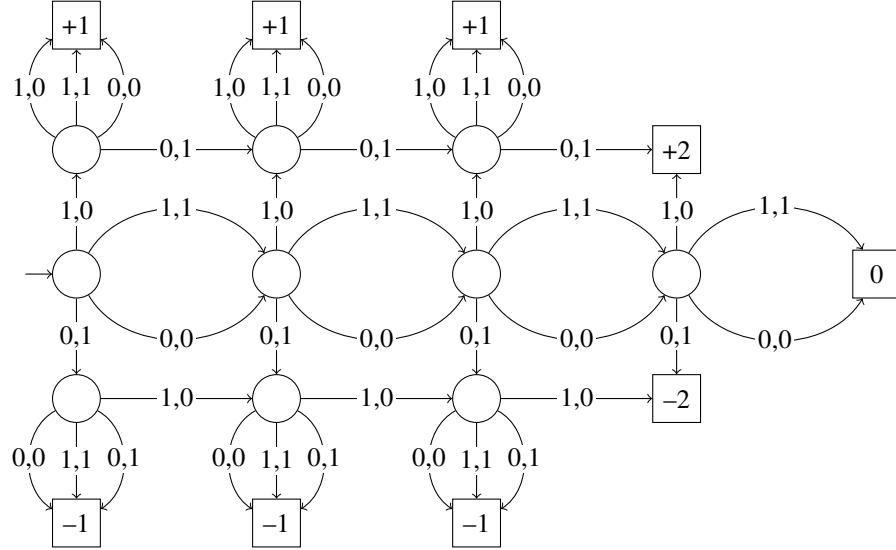 +1 +1 +1
1,0 1,1 0,0 1,0 1,1 0,0 1,0 1,1 0,0
0,1 0,1 0,1 +2
1,0 1,1 1,0 1,1 1,0 1,1 1,0 1,1
0
0,1 0,0 0,1 0,0 0,1 0,0 0,1 0,0
1,0 1,0 1,0 –2
0,0 1,1 0,1 0,0 1,1 0,1 0,0 1,1 0,1
–1 –1 –1